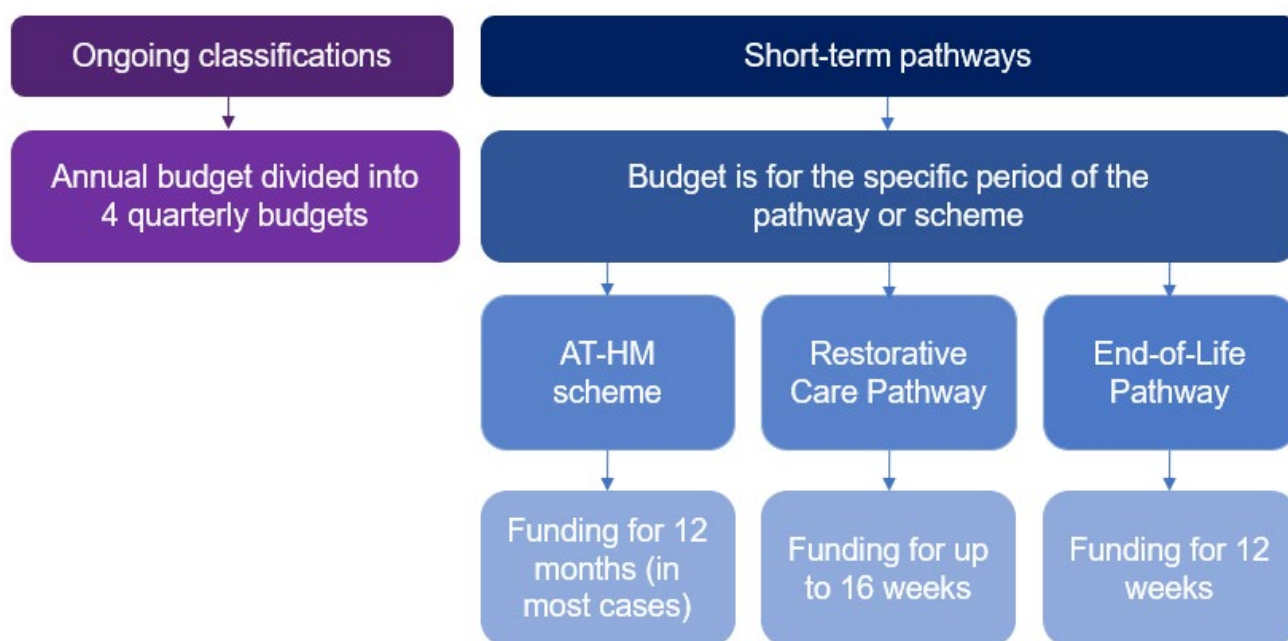 Ongoing classifications
Short-term pathways
Annual budget divided into
4 quarterly budgets
Budget is for the specific period of the
pathway or scheme
AT-HM
scheme
Restorative
Care Pathway
End-of-Life
Pathway
Funding for 12
months (in
most cases)
Funding for up
to 16 weeks
Funding for 12
weeks